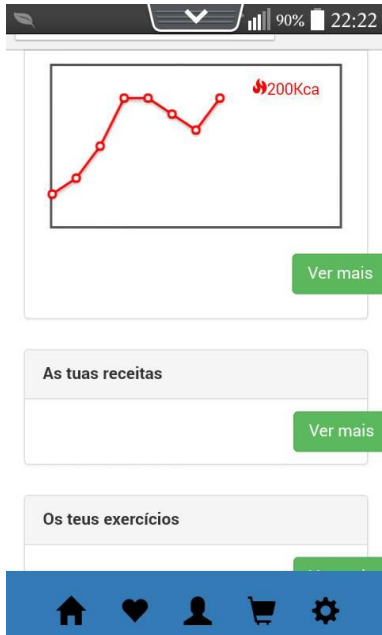 90% 22:22
200Kca
Ver mais
As tuas receitas
Ver mais
Os teus exercícios